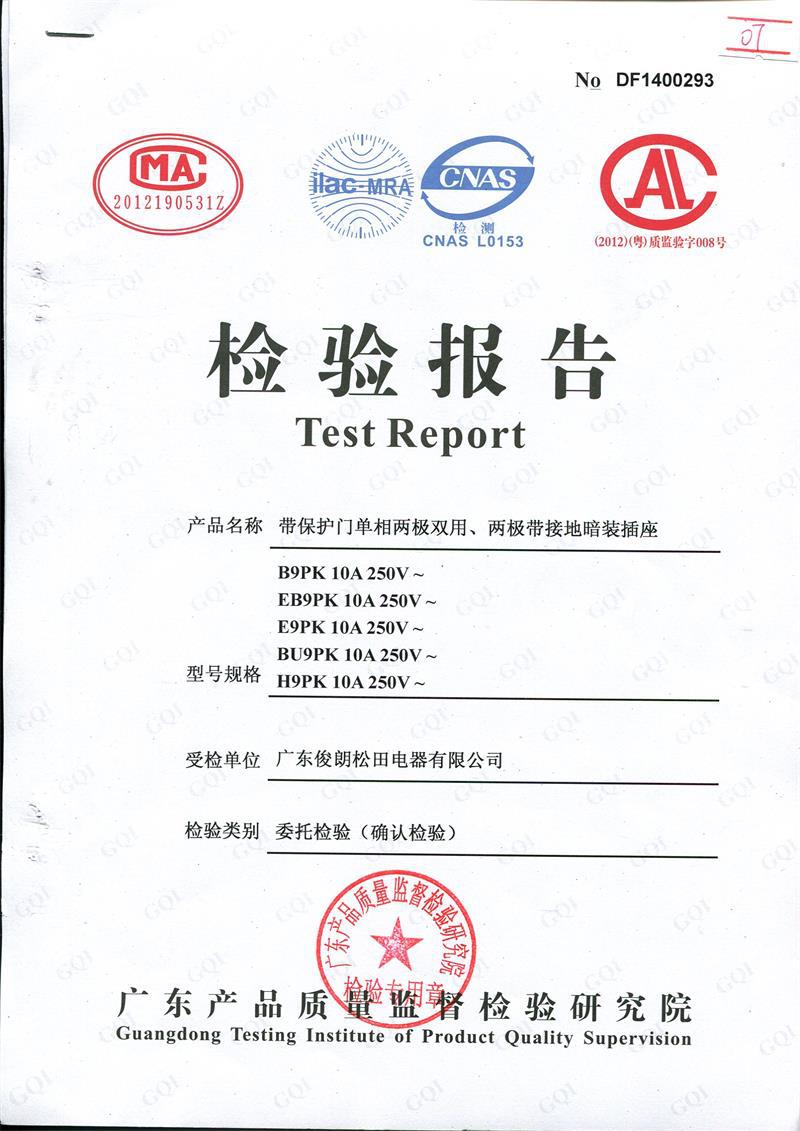 07
No DF1400293
CMA
2012190531Z
ilac-MRA
CNAS
检 测
CNAS L0153
CAL
(2012)(粤)质监验字008号
检验报告
Test Report
产品名称 带保护门单相两极双用、两极带接地暗装插座
B9PK 10A 250V ~
EB9PK 10A 250V ~
E9PK 10A 250V ~
BU9PK 10A 250V ~
型号规格 H9PK 10A 250V ~
受检单位 广东俊朗松田电器有限公司
检验类别 委托检验（确认检验）
广东产品质量监督检验研究院
检验专用章
广东产品质量监督检验研究院
Guangdong Testing Institute of Product Quality Supervision